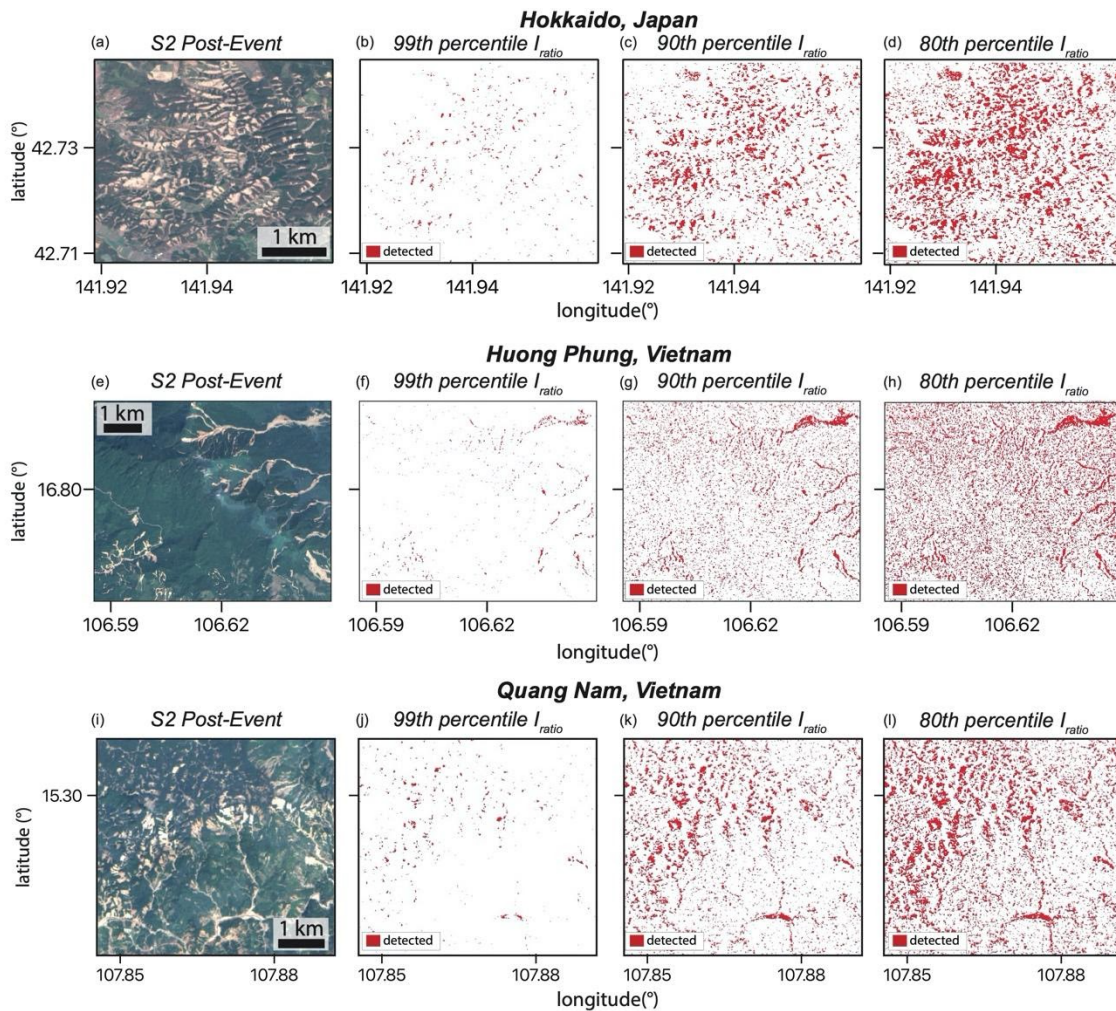 Hokkaido, Japan
(a) S2 Post-Event (b) 99th percentile Iratio (c) 90th percentile Iratio (d) 80th percentile Iratio
latitude (°)
42.73
42.71
1 km
detected detected detected
141.92 141.94 141.92 141.94 141.92 141.94 141.92 141.94
longitude(°)
Huong Phung, Vietnam
(e) S2 Post-Event (f) 99th percentile Iratio (g) 90th percentile Iratio (h) 80th percentile Iratio
1 km
latitude (°)
16.80
detected detected detected
106.59 106.62 106.59 106.62 106.59 106.62 106.59 106.62
longitude(°)
Quang Nam, Vietnam
(i) S2 Post-Event (j) 99th percentile Iratio (k) 90th percentile Iratio (l) 80th percentile Iratio
15.30
latitude (°)
1 km
detected detected detected
107.85 107.88 107.85 107.88 107.85 107.88 107.85 107.88
longitude(°)